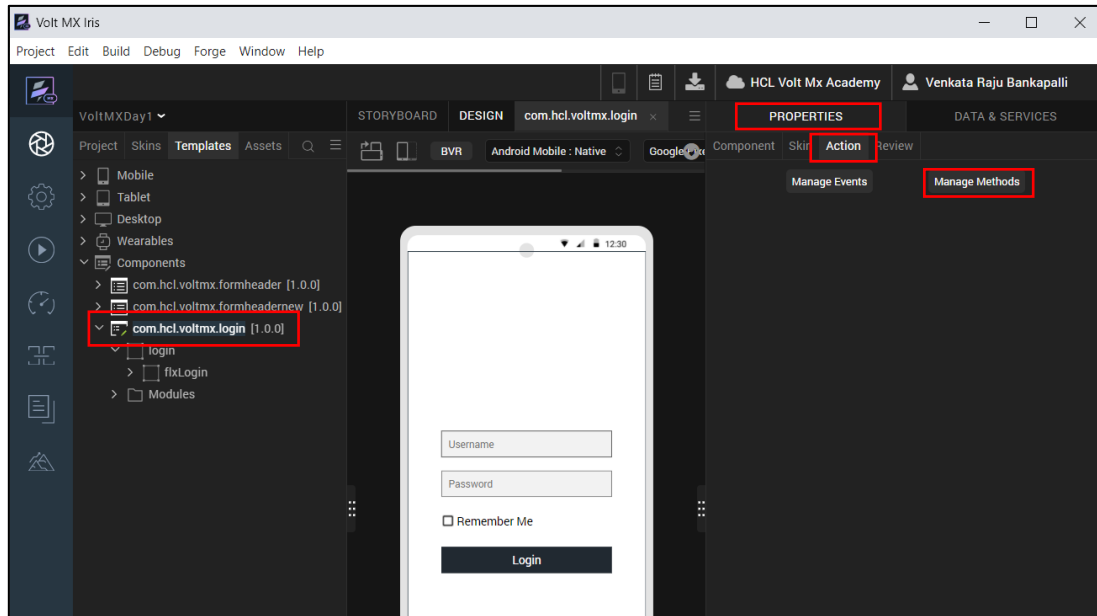 Volt MX Iris
Project Edit Build Debug Forge Window Help
HCL Volt Mx Academy Venkata Raju Bankapalli
VoltMXDay1 STORYBOARD DESIGN com.hcl.voltmx.login × PROPERTIES DATA & SERVICES
Project Skins Templates Assets BVR Android Mobile : Native Component Skin Action Review
Manage Events Manage Methods
Mobile
Tablet
Desktop
Wearables
12:30
Components
com.hcl.voltmx.formheader [1.0.0]
com.hcl.voltmx.formheadernew [1.0.0]
com.hcl.voltmx.login [1.0.0]
login
flxLogin
Modules
Username
Password
Remember Me
Login